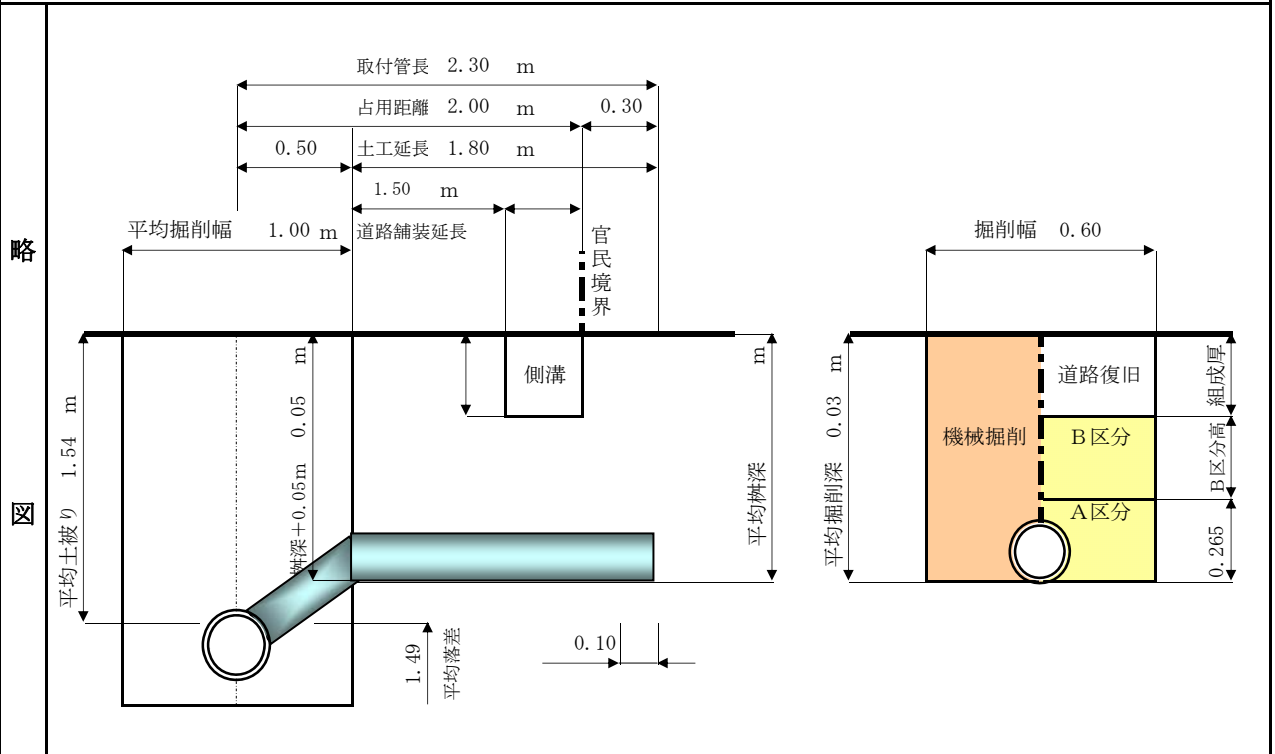 略
図
取付管長 2.30 m
占用距離 2.00 m
0.30
0.50
土工延長 1.80 m
1.50 m
平均掘削幅 1.00 m
道路舗装延長
官民境界
掘削幅 0.60
側溝
平均土被り 1.54 m
桝深+0.05m 0.05 m
平均桝深 m
平均掘削深 0.03 m
機械掘削
道路復旧
B区分
A区分
組成厚
B区分高
0.265
1.49
平均落差
0.10